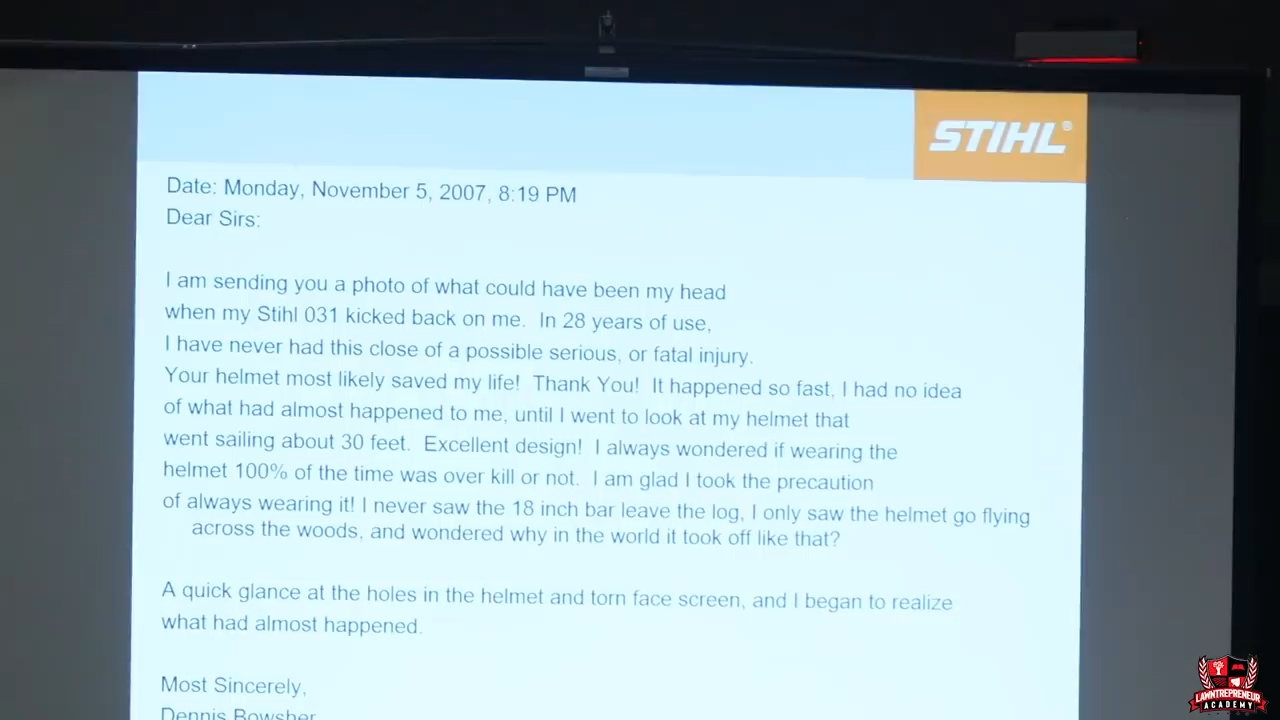 STIHL®
Date: Monday, November 5, 2007, 8:19 PM
Dear Sirs:
I am sending you a photo of what could have been my head
when my Stihl 031 kicked back on me. In 28 years of use,
I have never had this close of a possible serious, or fatal injury.
Your helmet most likely saved my life! Thank You! It happened so fast, I had no idea
of what had almost happened to me, until I went to look at my helmet that
went sailing about 30 feet. Excellent design! I always wondered if wearing the
helmet 100% of the time was over kill or not. I am glad I took the precaution
of always wearing it! I never saw the 18 inch bar leave the log, I only saw the helmet go flying
across the woods, and wondered why in the world it took off like that?
A quick glance at the holes in the helmet and torn face screen, and I began to realize
what had almost happened.
Most Sincerely,
Dennis Bowsher
LAWNTREPRENEUR
ACADEMY